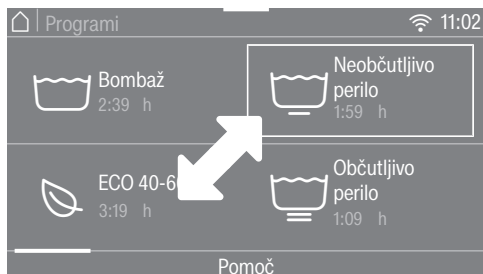 Programi
11:02
Bombaž
2:39 h
Neobčutljivo
perilo
1:59 h
ECO 40-6
3:19 h
Občutljivo
perilo
1:09 h
Pomoč